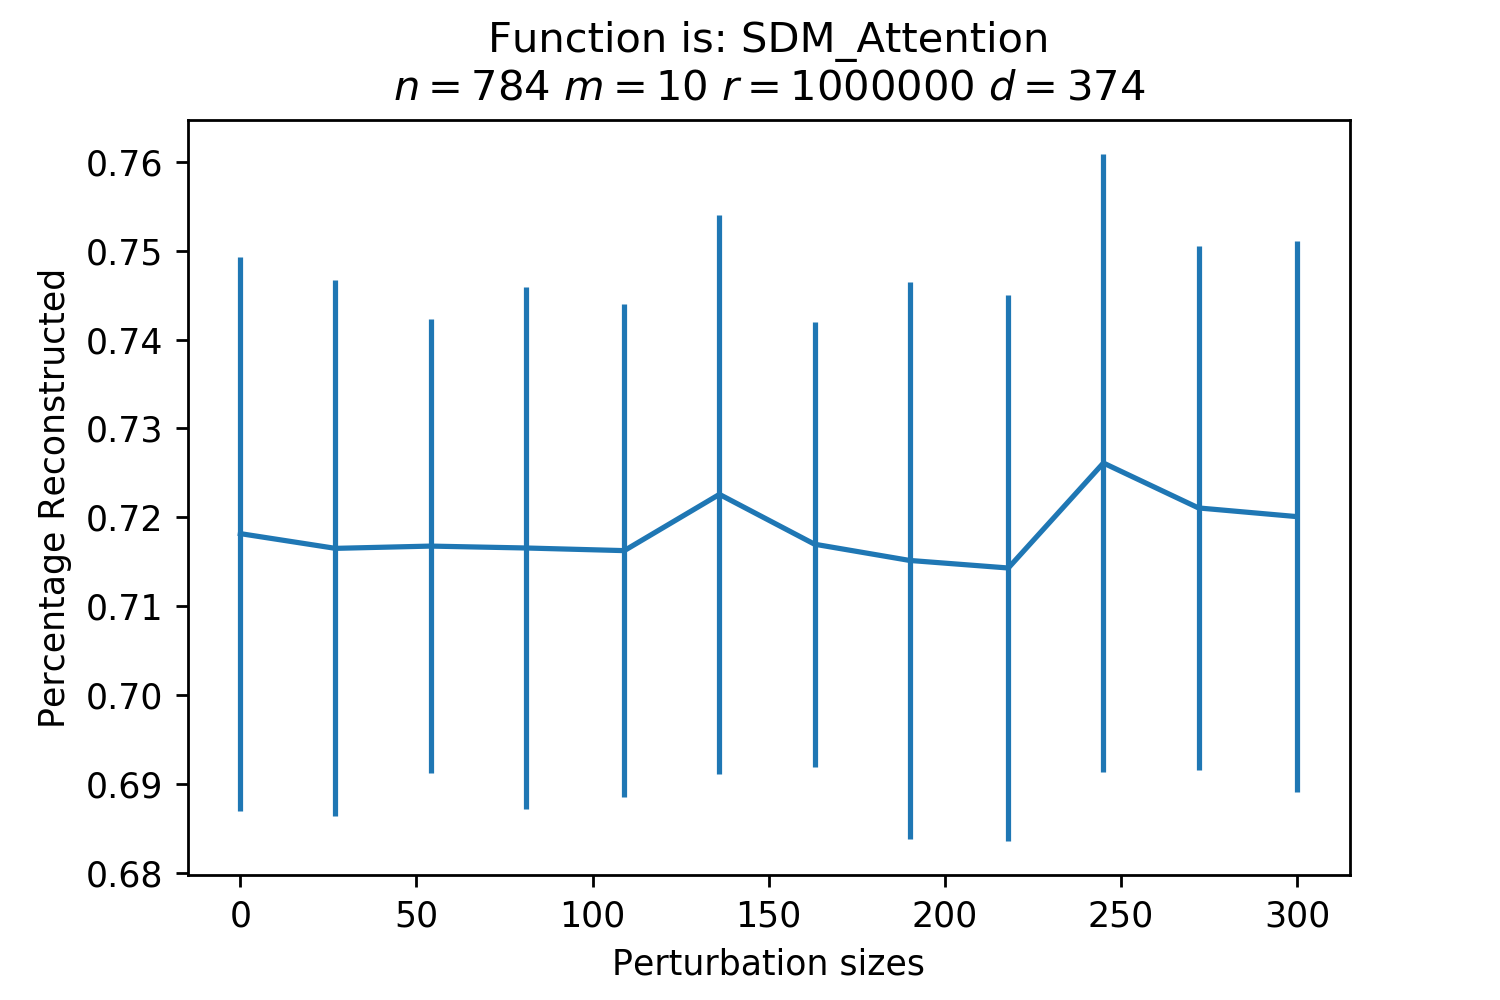 Function is: SDM_Attention
n = 784 m = 10 r = 1000000 d = 374
Percentage Reconstructed
0.76
0.75
0.74
0.73
0.72
0.71
0.70
0.69
0.68
0 50 100 150 200 250 300
Perturbation sizes